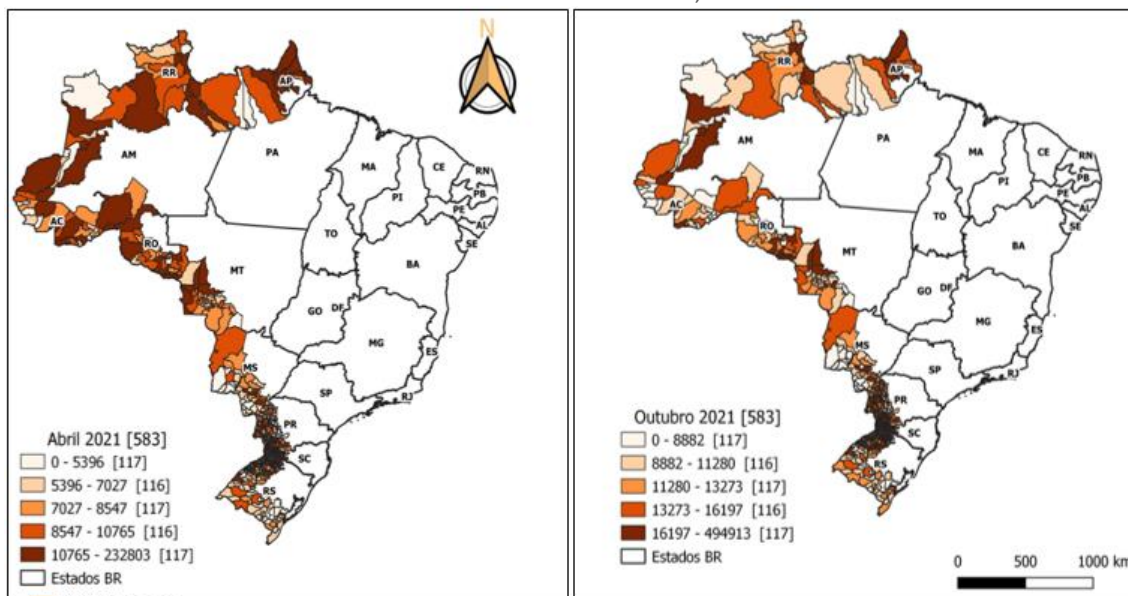 N
RR
AP
AM
PA
MA
CE
RN
PB
PI
PE
AL
SE
AC
RO
TO
BA
MT
GO
DF
MG
ES
MS
SP
RJ
PR
SC
RS
Abril 2021 [583]
0 - 5396 [117]
5396 - 7027 [116]
7027 - 8547 [117]
8547 - 10765 [116]
10765 - 232803 [117]
Estados BR
RR
AP
AM
PA
MA
CE
RN
PB
PI
PE
AL
SE
AC
RO
TO
BA
MT
GO
DF
MG
ES
MS
SP
RJ
PR
SC
RS
Outubro 2021 [583]
0 - 8882 [117]
8882 - 11280 [116]
11280 - 13273 [117]
13273 - 16197 [116]
16197 - 494913 [117]
Estados BR
0 500 1000 km